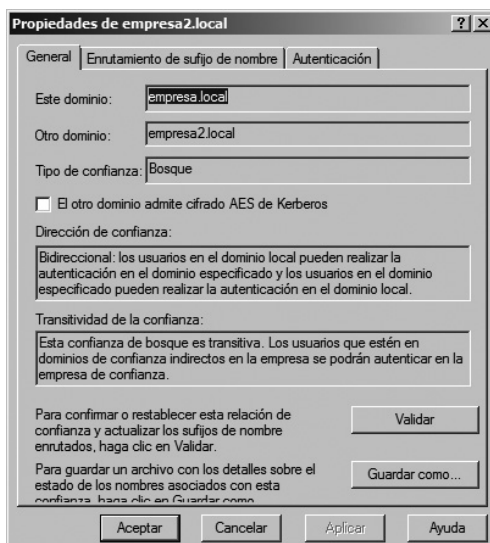 Propiedades de empresa2.local
General
Enrutamiento de sufijo de nombre
Autenticación
Este dominio:
empresa.local
Otro dominio:
empresa2.local
Tipo de confianza:
Bosque
El otro dominio admite cifrado AES de Kerberos
Dirección de confianza:
Bidireccional: los usuarios en el dominio local pueden realizar la
autenticación en el dominio especificado y los usuarios en el dominio
especificado pueden realizar la autenticación en el dominio local.
Transitividad de la confianza:
Esta confianza de bosque es transitiva. Los usuarios que estén en
dominios de confianza indirectos en la empresa se podrán autenticar en la
empresa de confianza.
Para confirmar o restablecer esta relación de
confianza y actualizar los sufijos de nombre
enrutados, haga clic en Validar.
Validar
Para guardar un archivo con los detalles sobre el
estado de los nombres asociados con esta
confianza, haga clic en Guardar como
Guardar como...
Aceptar
Cancelar
Aplicar
Ayuda